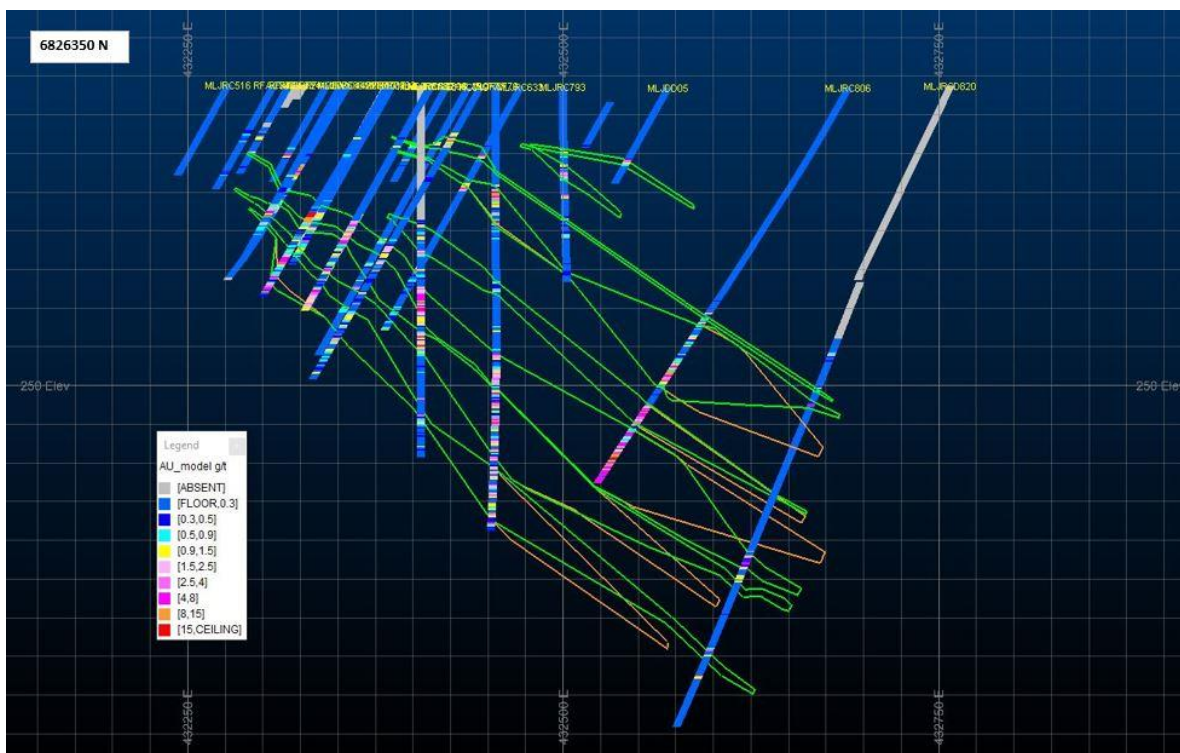 6826350 N
432250 E
432500 E
432750 E
MLJRC516
MLJRC793
MLJDD05
MLJRC806
MLJRCD820
250 Elev
250 Elev
Legend
AU_model g/t
[ABSENT]
[FLOOR,0.3]
[0.3,0.5]
[0.5,0.9]
[0.9,1.5]
[1.5,2.5]
[2.5,4]
[4,8]
[8,15]
[15,CEILING]
432250 E
432500 E
432750 E